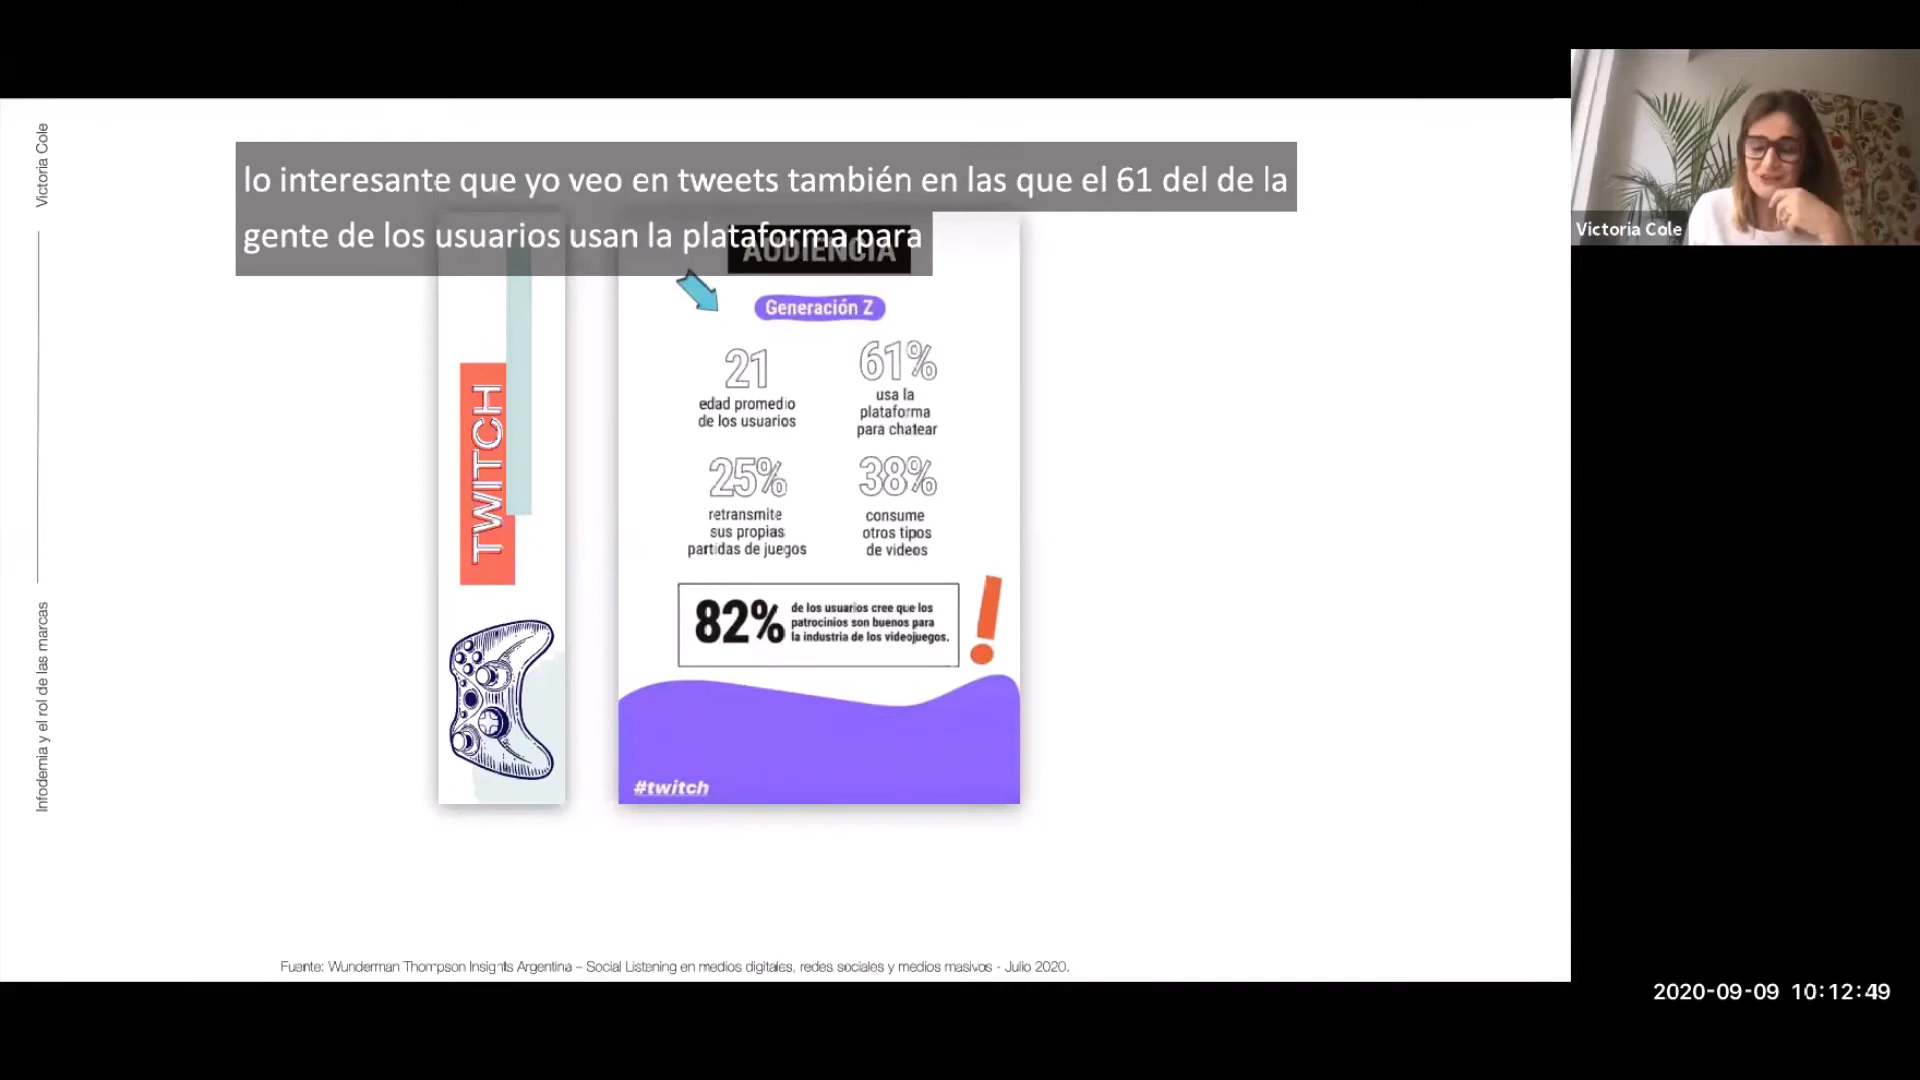 Victoria Cole
Infodemia y el rol de las marcas
lo interesante que yo veo en tweets también en las que el 61 del de la
gente de los usuarios usan la plataforma para
AUDIENCIA
Generación Z
21
edad promedio
de los usuarios
61%
usa la
plataforma
para chatear
25%
retransmite
sus propias
partidas de juegos
38%
consume
otros tipos
de videos
82%
de los usuarios cree que los
patrocinios son buenos para
la industria de los videojuegos.
#twitch
TWITCH
Fuente: Wunderman Thompson Insights Argentina – Social Listening en medios digitales, redes sociales y medios masivos - Julio 2020.
Victoria Cole
2020-09-09 10:12:49